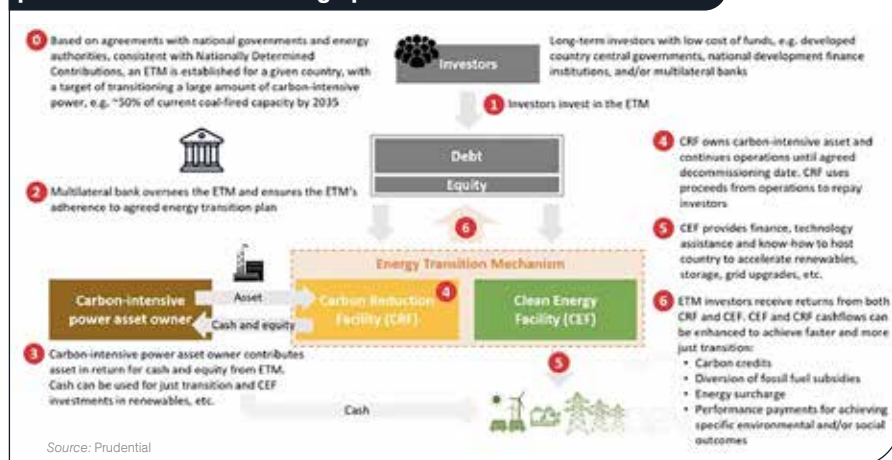 0 Based on agreements with national governments and energy
authorities, consistent with Nationally Determined
Contributions, an ETM is established for a given country, with
a target of transitioning a large amount of carbon-intensive
power, e.g. ~50% of current coal-fired capacity by 2035
Investors
Long-term investors with low cost of funds, e.g. developed
country central governments, national development finance
institutions, and/or multilateral banks
1 Investors invest in the ETM
Debt
Equity
2 Multilateral bank oversees the ETM and ensures the ETM's
adherence to agreed energy transition plan
6
Energy Transition Mechanism
Carbon-intensive
power asset owner
Asset
Cash and equity
Carbon Reduction
Facility (CRF)
4
Clean Energy
Facility (CEF)
3 Carbon-intensive power asset owner contributes
asset in return for cash and equity from ETM.
Cash can be used for just transition and CEF
investments in renewables, etc.
Cash
5
4 CRF owns carbon-intensive asset and
continues operations until agreed
decommissioning date. CRF uses
proceeds from operations to repay
investors
5 CEF provides finance, technology
assistance and know-how to host
country to accelerate renewables,
storage, grid upgrades, etc.
6 ETM investors receive returns from both
CRF and CEF. CEF and CRF cashflows can
be enhanced to achieve faster and more
just transition:
• Carbon credits
• Diversion of fossil fuel subsidies
• Energy surcharge
• Performance payments for achieving
specific environmental and/or social
outcomes
Source: Prudential